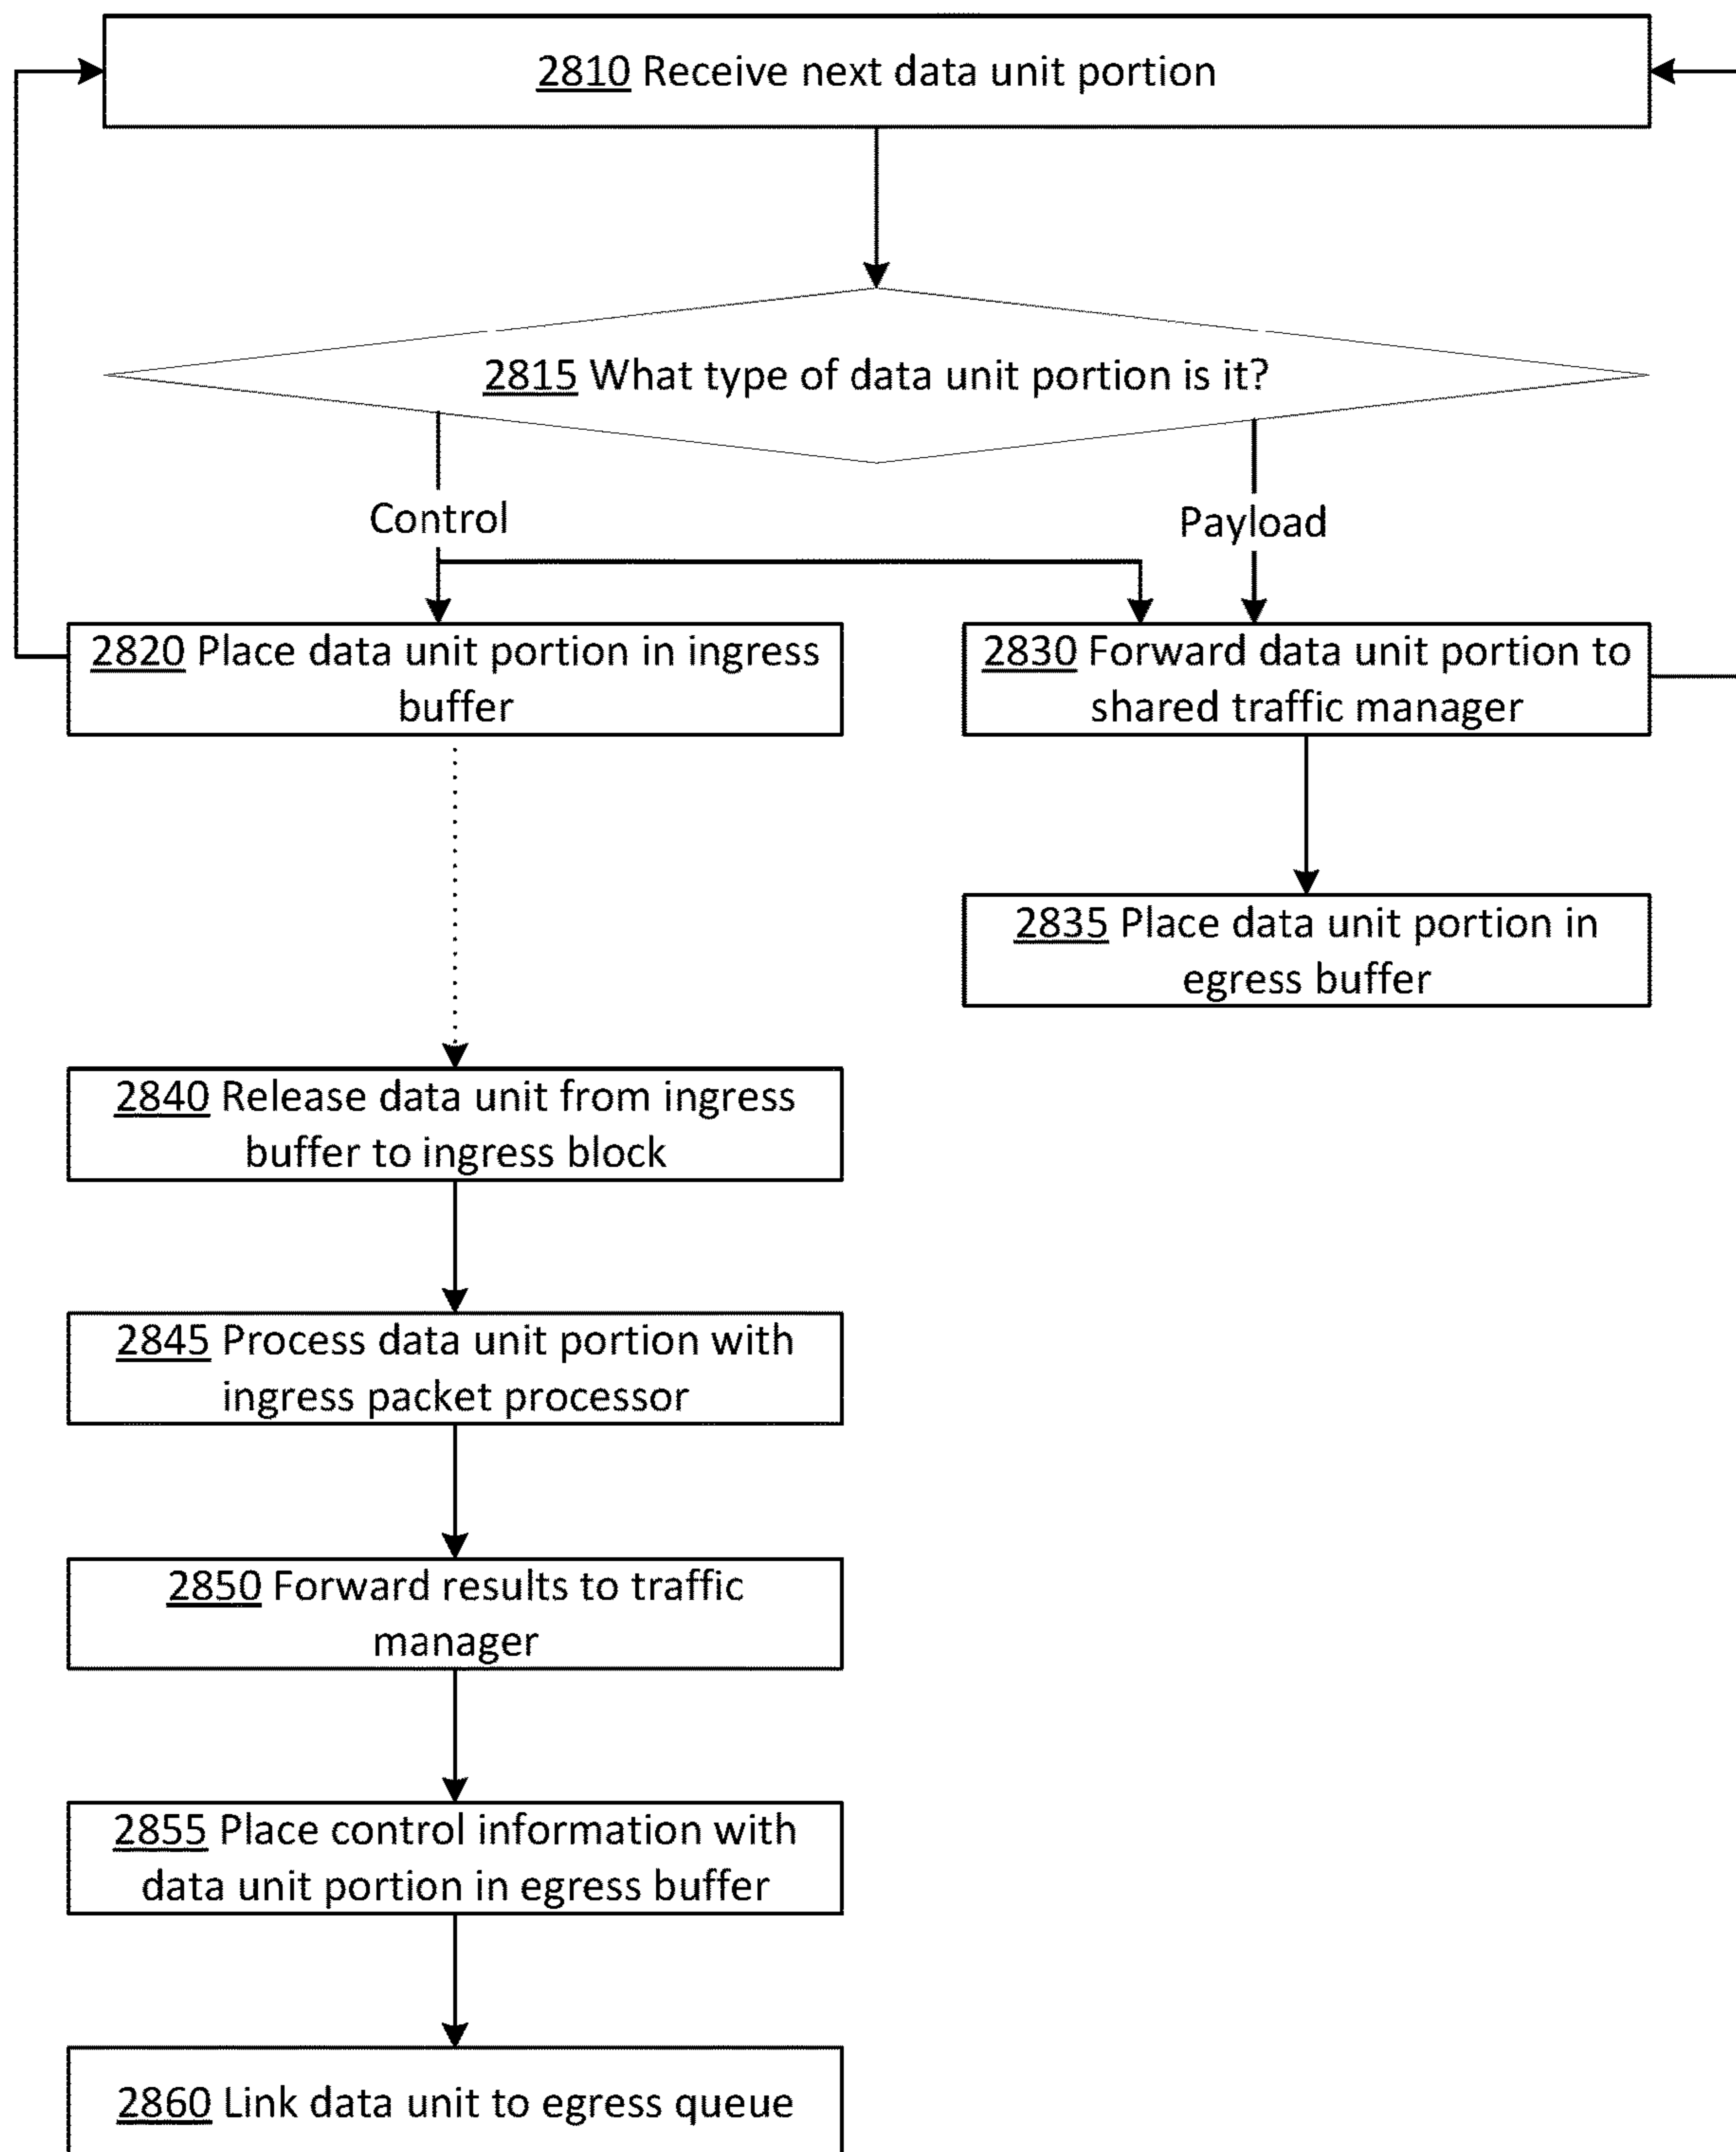 2810 Receive next data unit portion
2815 What type of data unit portion is it?
Control
Payload
2820 Place data unit portion in ingress
buffer
2830 Forward data unit portion to
shared traffic manager
2835 Place data unit portion in
egress buffer
2840 Release data unit from ingress
buffer to ingress block
2845 Process data unit portion with
ingress packet processor
2850 Forward results to traffic
manager
2855 Place control information with
data unit portion in egress buffer
2860 Link data unit to egress queue